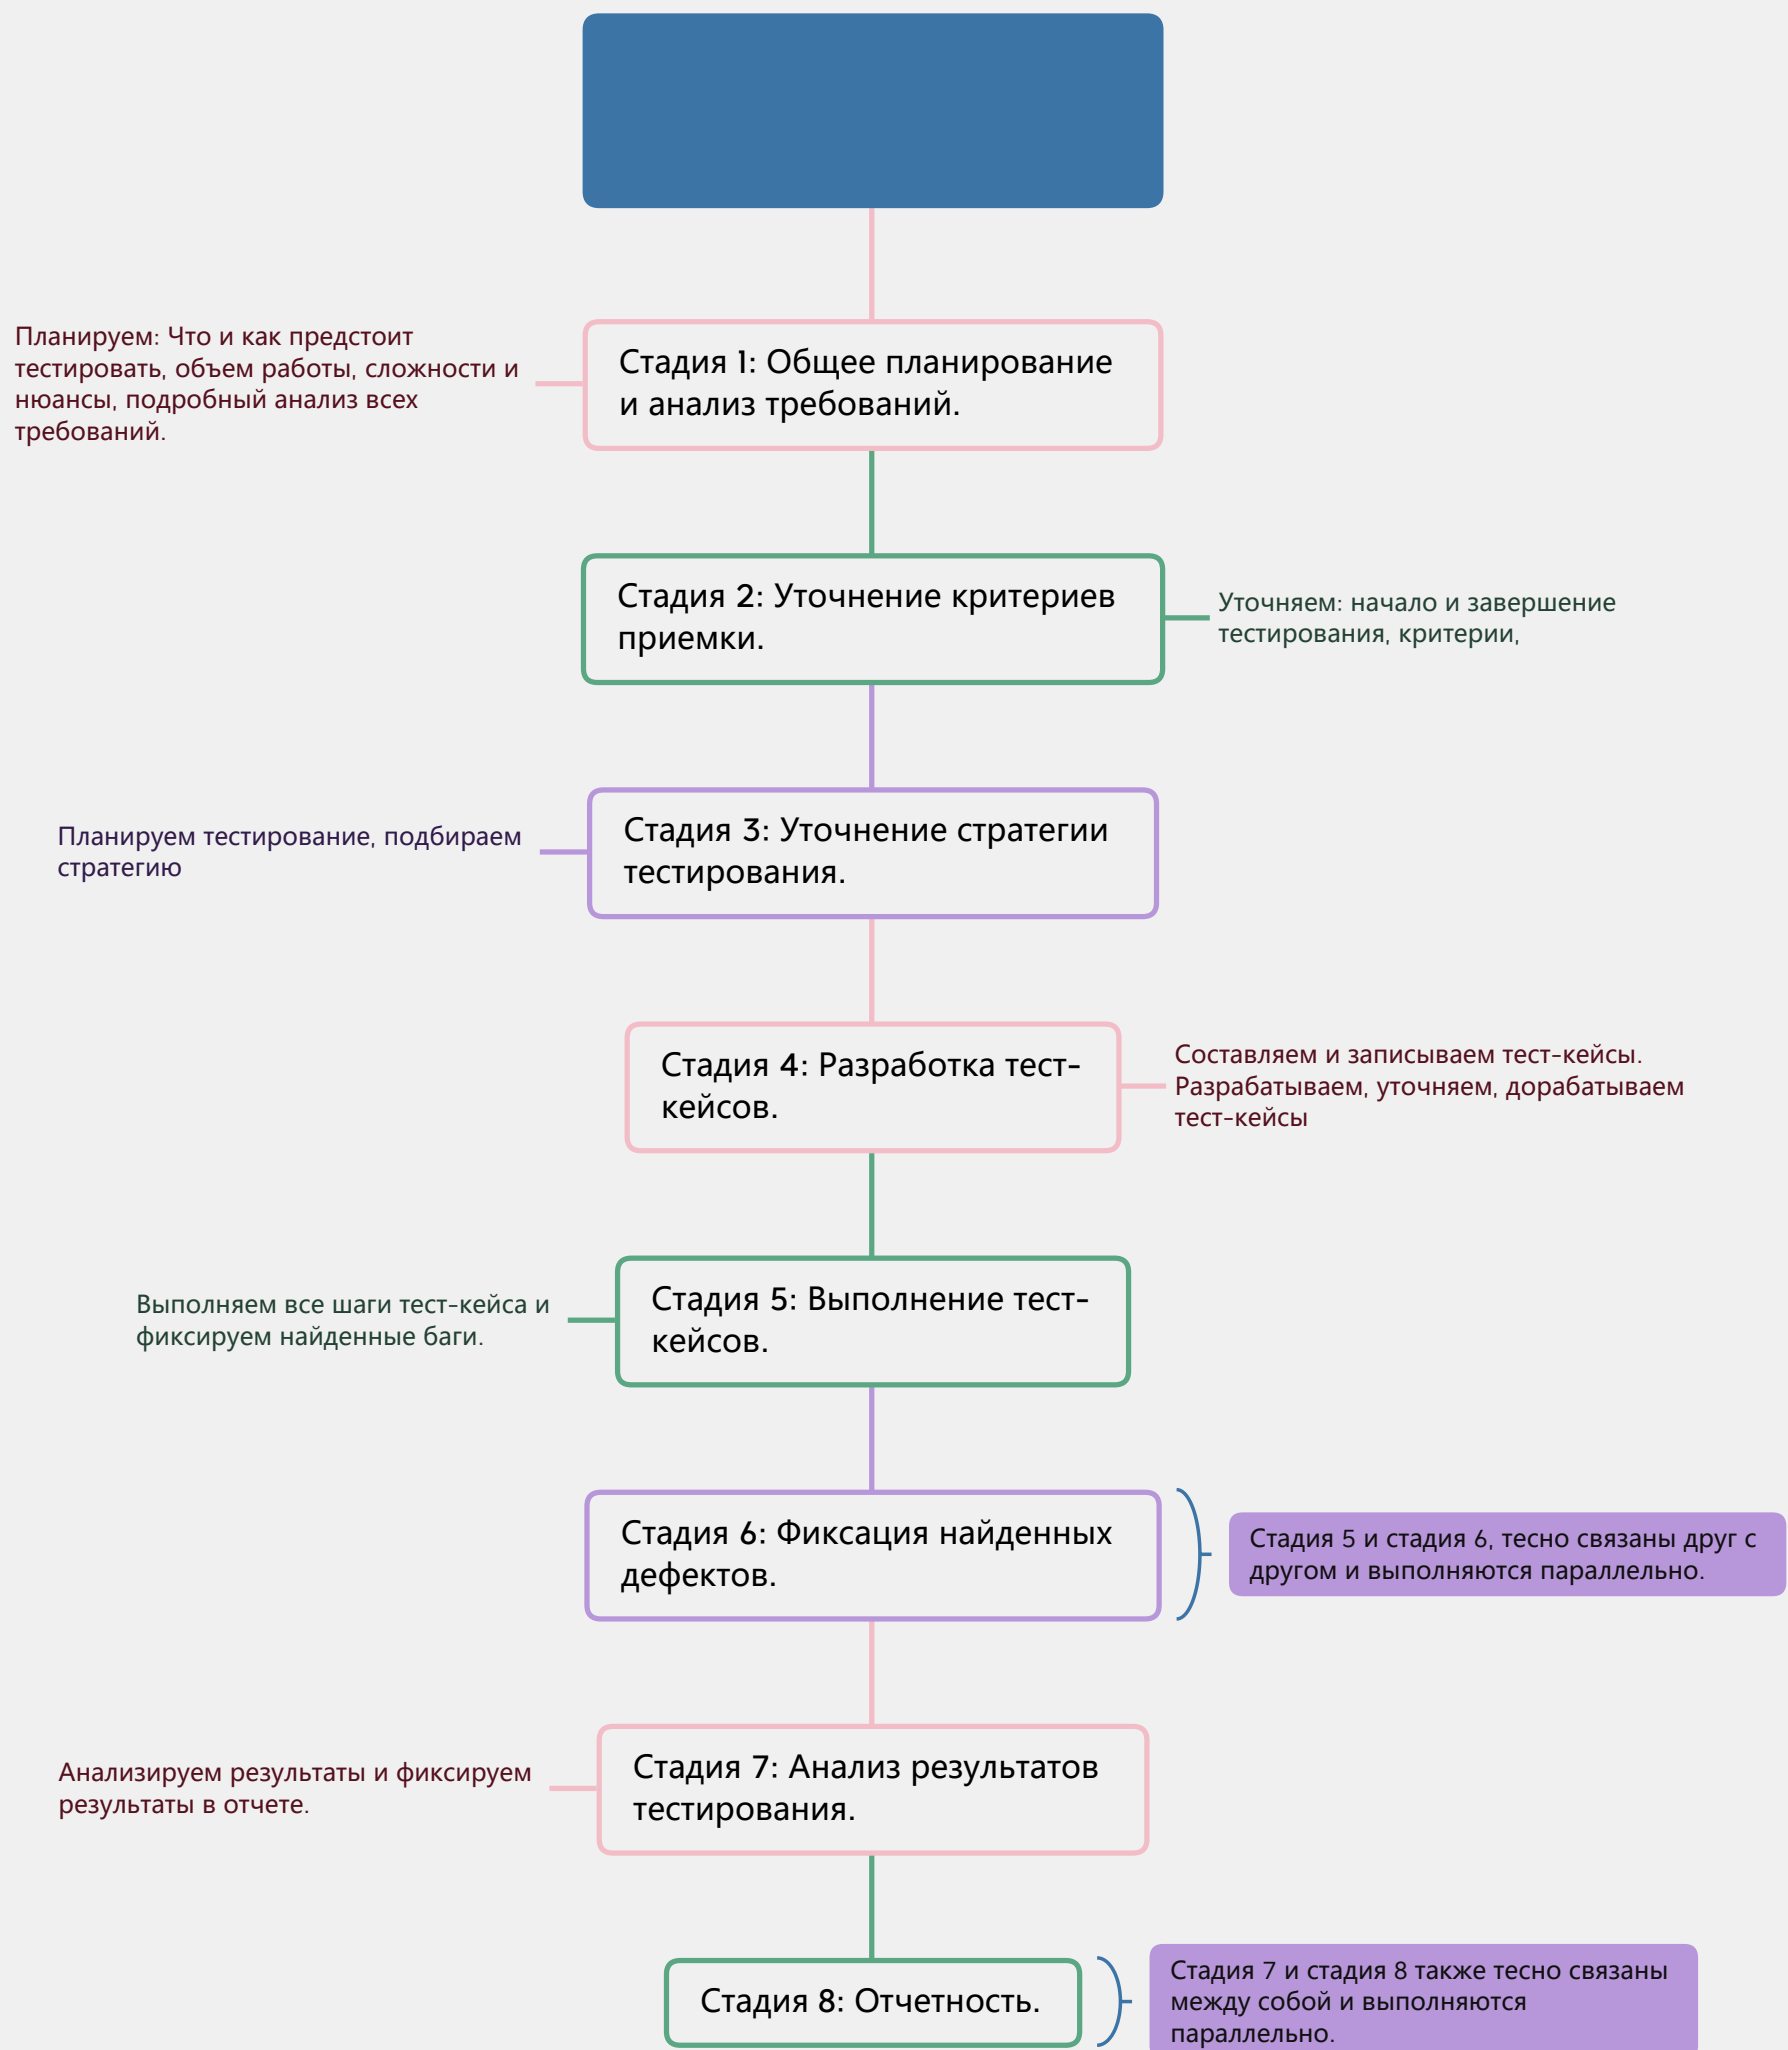 Планируем: Что и как предстоит
тестировать, объем работы, сложности и
нюансы, подробный анализ всех
требований.
Стадия 1: Общее планирование
и анализ требований.
Стадия 2: Уточнение критериев
приемки.
Уточняем: начало и завершение
тестирования, критерии,
Планируем тестирование, подбираем
стратегию
Стадия 3: Уточнение стратегии
тестирования.
Стадия 4: Разработка тест-
кейсов.
Составляем и записываем тест-кейсы.
Разрабатываем, уточняем, дорабатываем
тест-кейсы
Выполняем все шаги тест-кейса и
фиксируем найденные баги.
Стадия 5: Выполнение тест-
кейсов.
Стадия 6: Фиксация найденных
дефектов.
Стадия 5 и стадия 6, тесно связаны друг с
другом и выполняются параллельно.
Анализируем результаты и фиксируем
результаты в отчете.
Стадия 7: Анализ результатов
тестирования.
Стадия 8: Отчетность.
Стадия 7 и стадия 8 также тесно связаны
между собой и выполняются
параллельно.